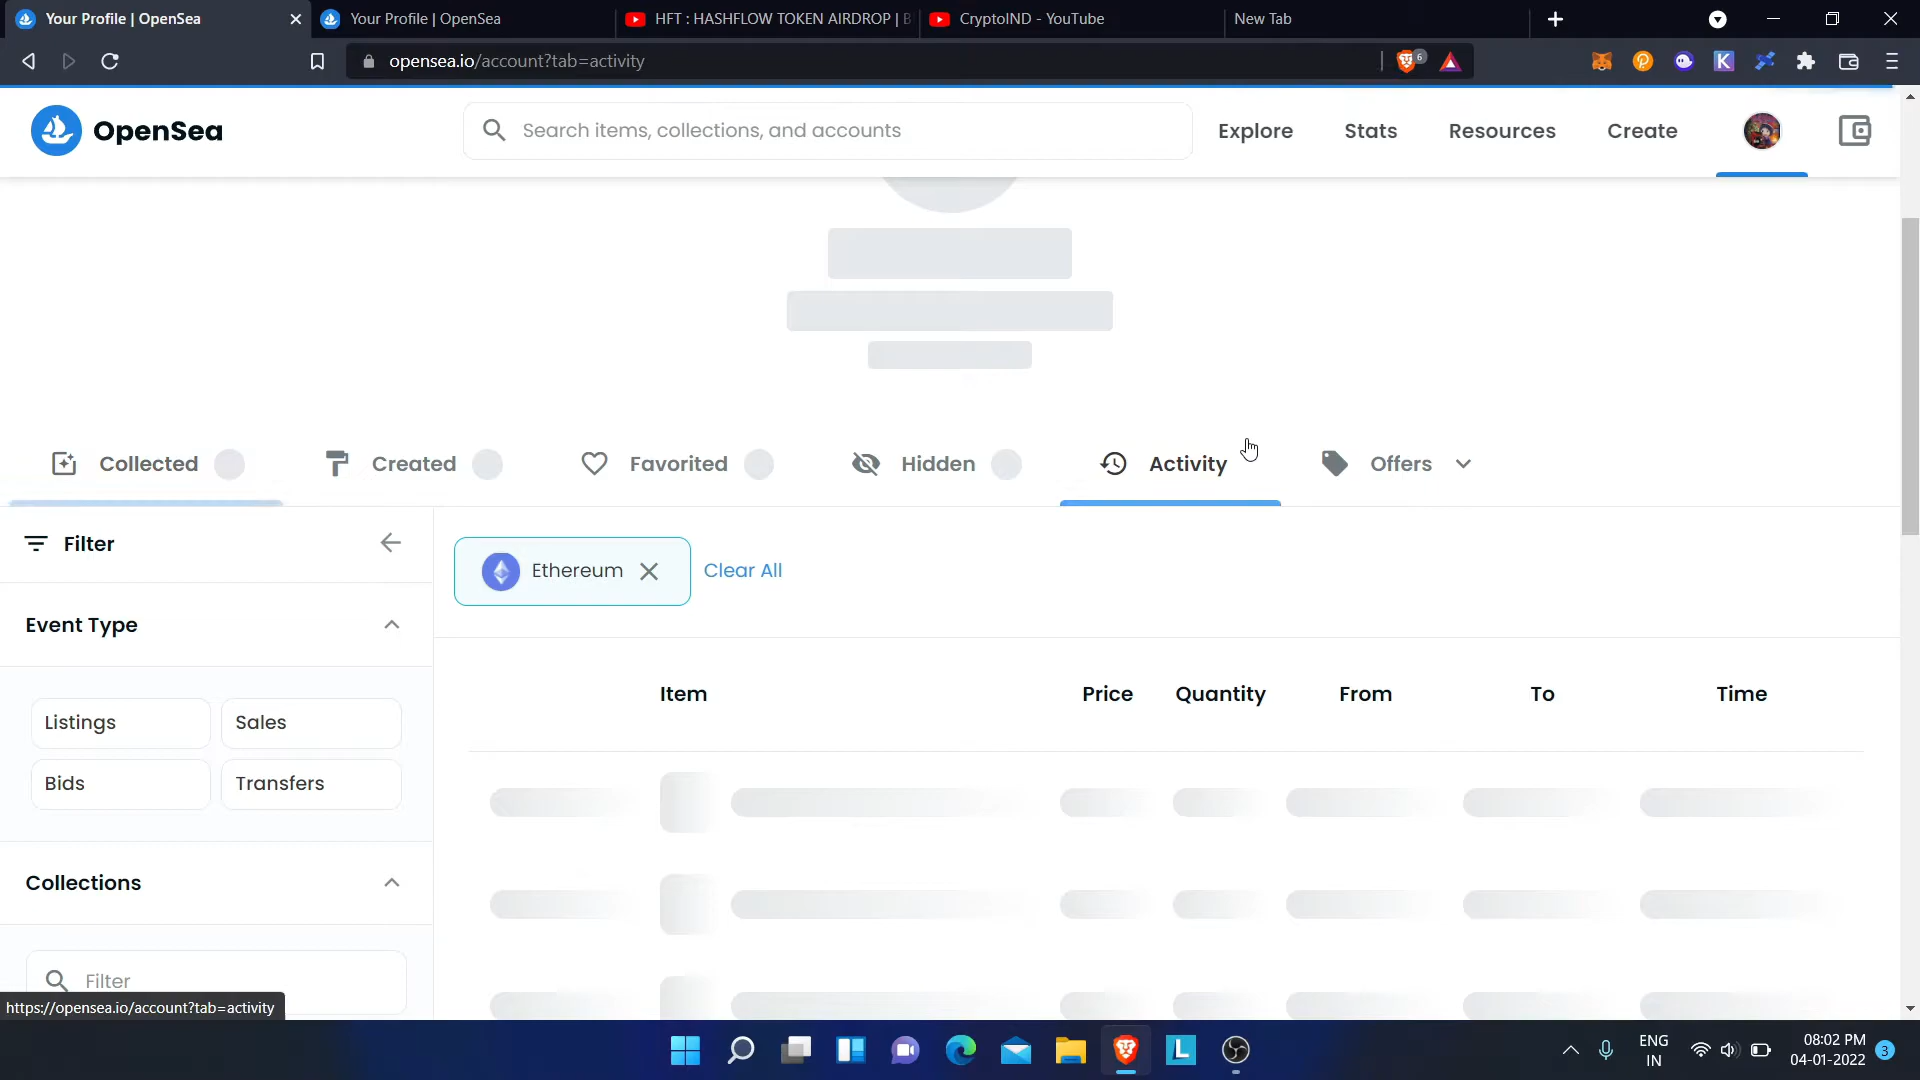 Your Profile | OpenSea
Your Profile | OpenSea
HFT : HASHFLOW TOKEN AIRDROP | B
CryptoIND - YouTube
New Tab
opensea.io/account?tab=activity
6
K
OpenSea
Search items, collections, and accounts
Explore
Stats
Resources
Create
Collected
Created
Favorited
Hidden
Activity
Offers
Filter
Ethereum
Clear All
Event Type
Item
Price
Quantity
From
To
Time
Listings
Sales
Bids
Transfers
Collections
Filter
https://opensea.io/account?tab=activity
L
ENG
IN
08:02 PM
04-01-2022
3